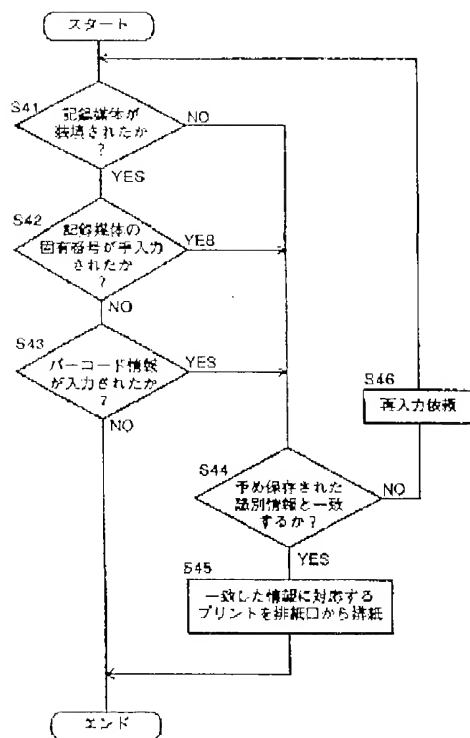 スタート
S41
記録媒体が
装填されたか
?
NO
YES
S42
記録媒体の
固有番号が手入力
されたか
?
YES
NO
S43
バーコード情報
が入力されたか
?
YES
NO
S46
再入力依頼
S44
予め保存された
識別情報と一致
するか?
NO
YES
S45
一致した情報に対応する
プリントを排紙口から排紙
エンド